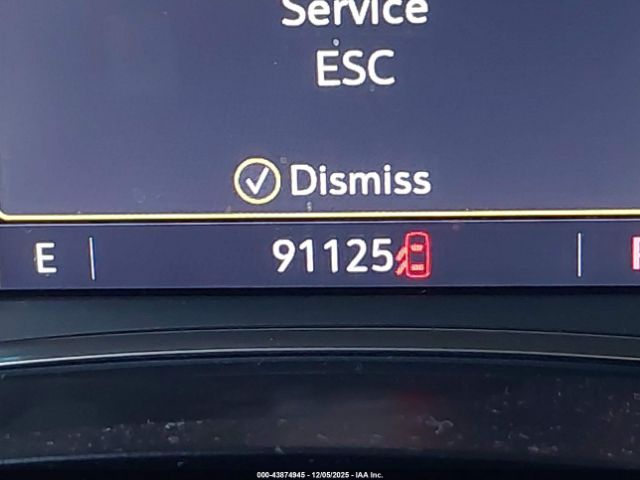 Service
ESC
Dismiss
E 91125
000-43874945 - 12/05/2025 - IAA Inc.